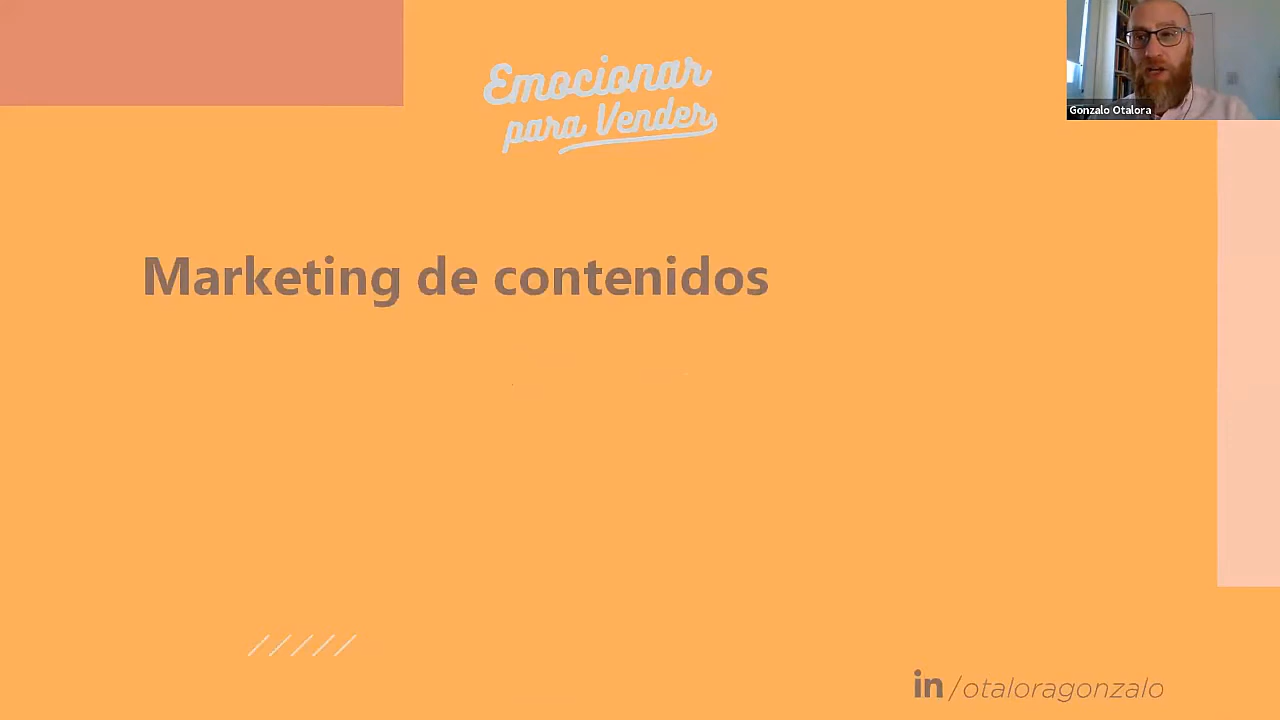 Emocionar
para Vender
Gonzalo Otalora
Marketing de contenidos
in/otaloragonzalo